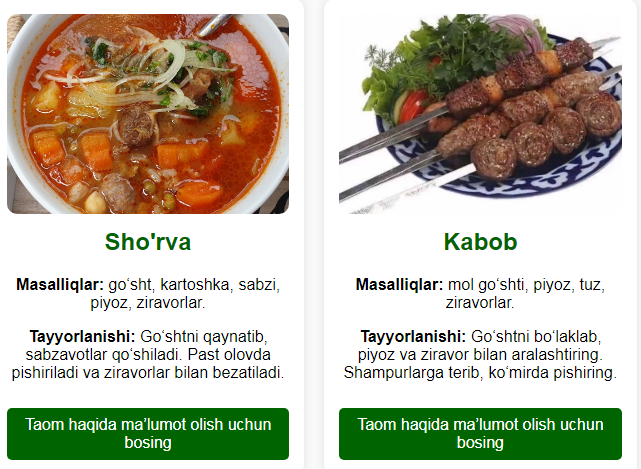 Sho'rva
Masalliqlar: go‘sht, kartoshka, sabzi,
piyoz, ziravorlar.
Tayyorlanishi: Go‘shtni qaynatib,
sabzavotlar qo‘shiladi. Past olovda
pishiriladi va ziravorlar bilan bezatiladi.
Taom haqida ma’lumot olish uchun
bosing
Kabob
Masalliqlar: mol go‘shti, piyoz, tuz,
ziravorlar.
Tayyorlanishi: Go‘shtni bo‘laklab,
piyoz va ziravor bilan aralashtiring.
Shampurlarga terib, ko‘mirda pishiring.
Taom haqida ma’lumot olish uchun
bosing